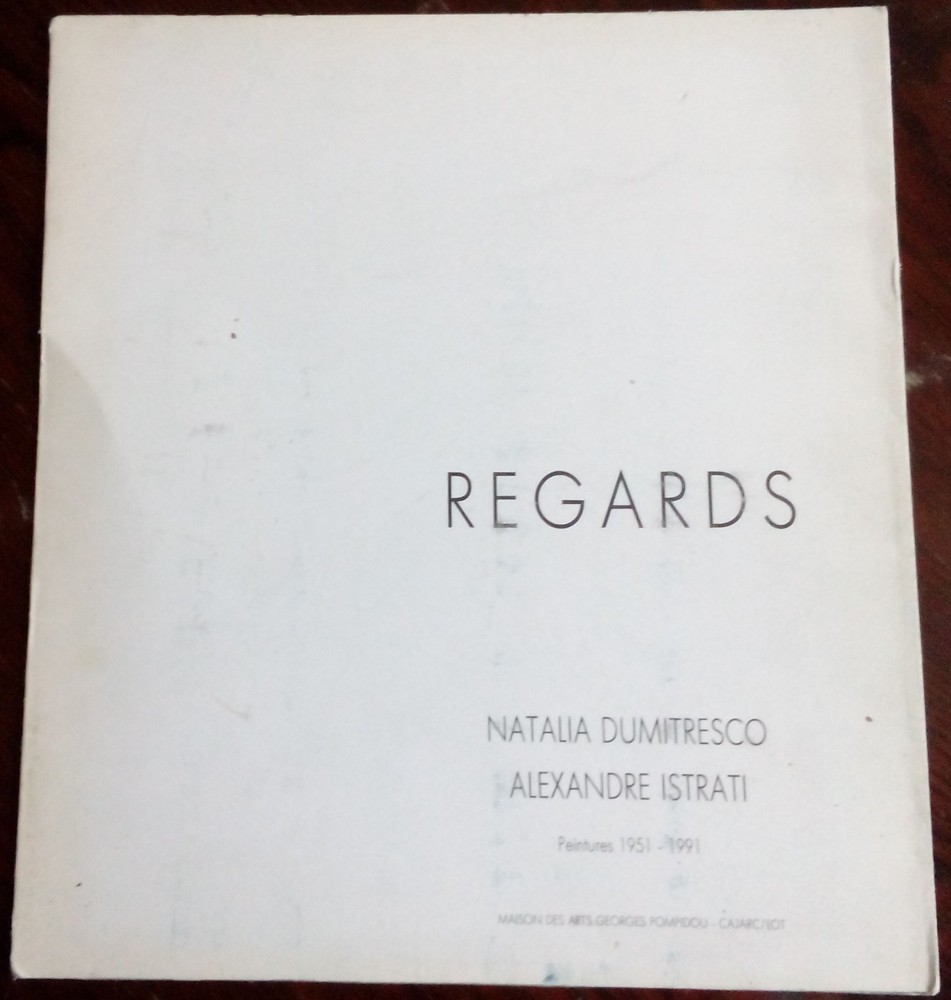 REGARDS
NATALIA DUMITRESCO
ALEXANDRE ISTRATI
Peintures 1951 - 1991
MAISON DES ARTS GEORGES POMPIDOU - CAJARC/LOT